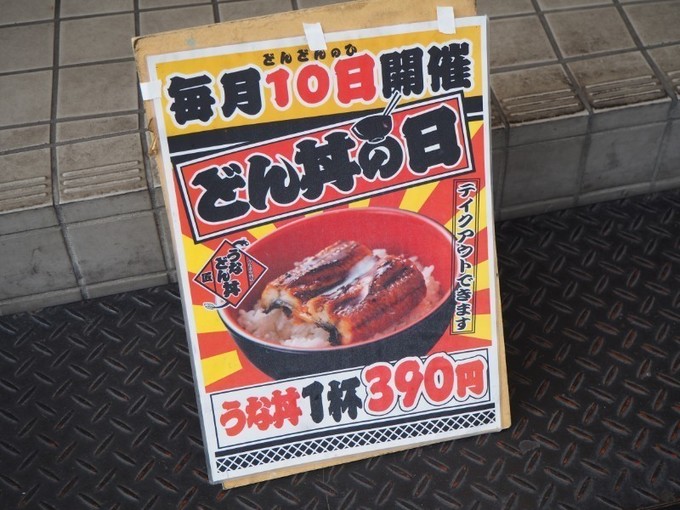 どんどんのひ
毎月10日開催
どん丼の日
テイクアウトできます
うな
どん丼
うな丼1杯390円